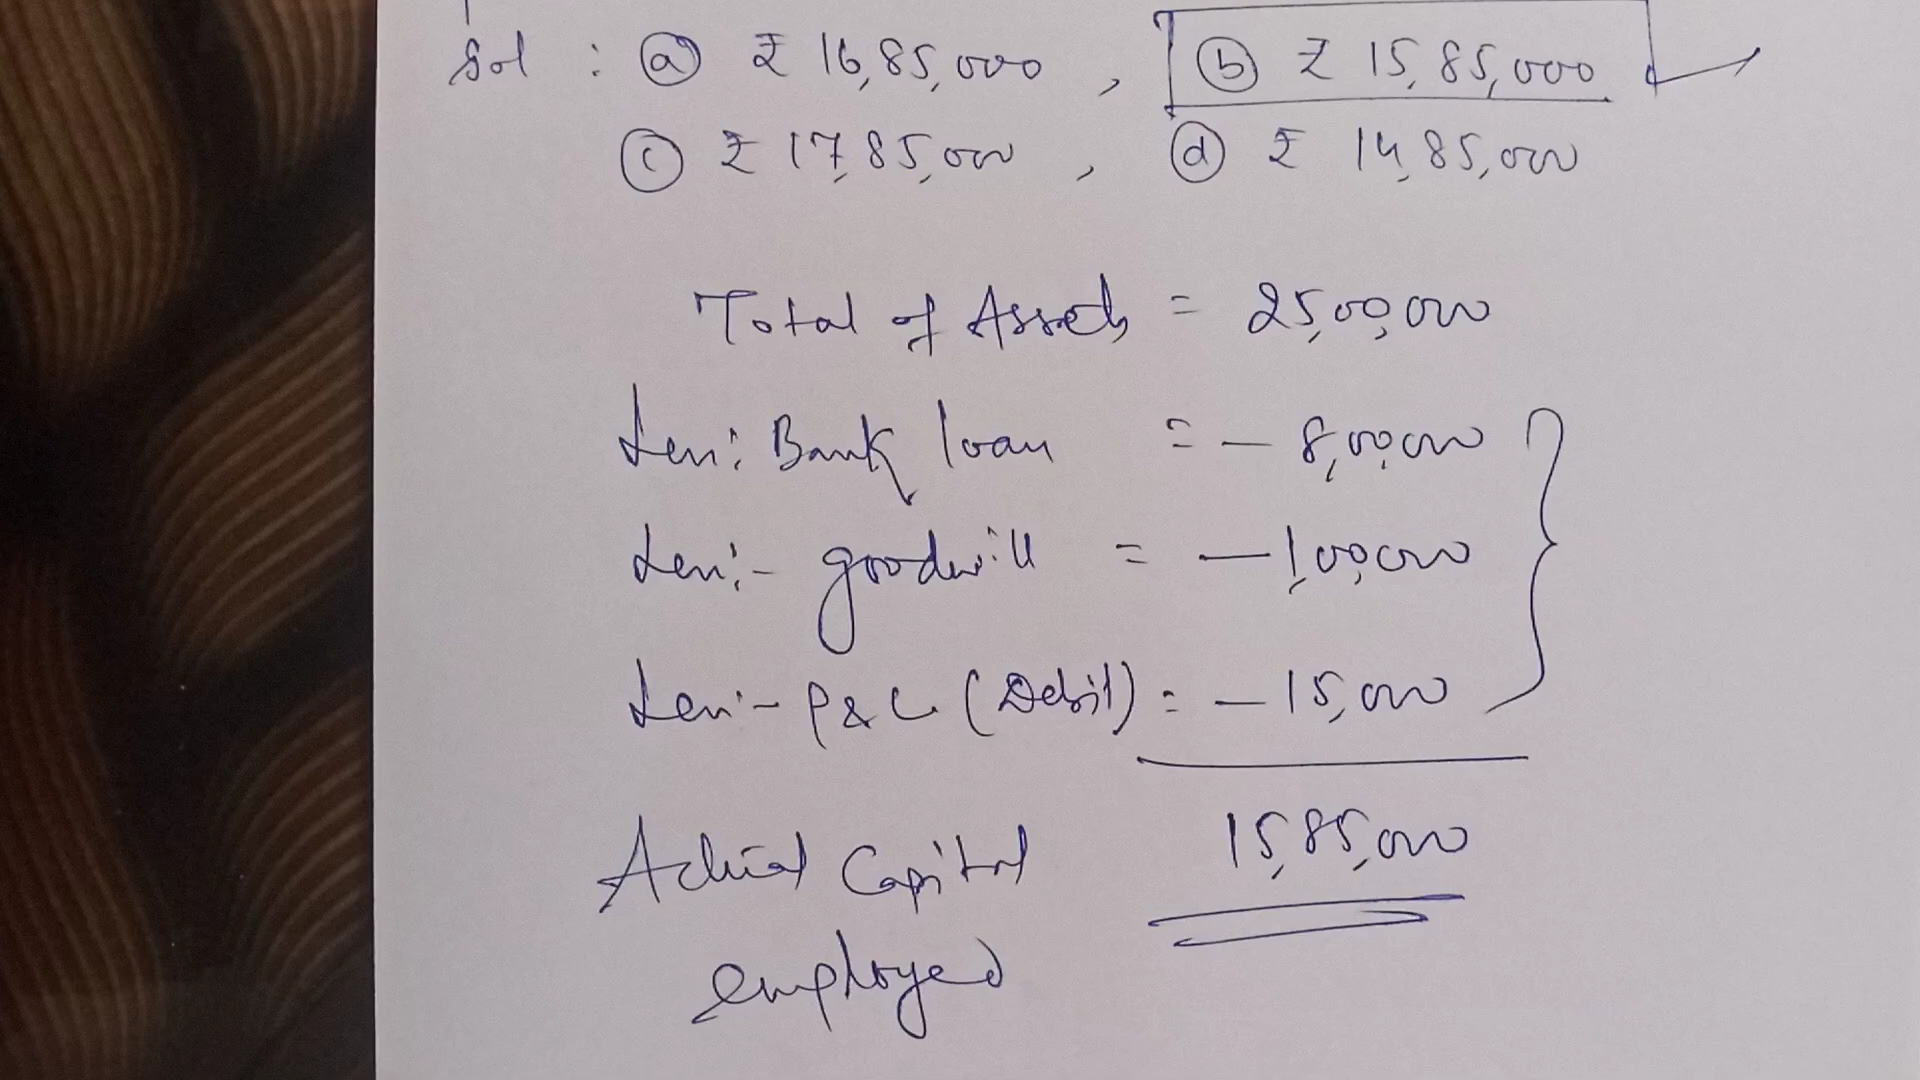 Sol : (a) ₹ 16,85,000 , (b) ₹ 15,85,000
(c) ₹ 17,85,000 , (d) ₹ 14,85,000
Total of Assets = 25,00,000
Less: Bank loan = - 8,00,000
Less:- goodwill = - 1,00,000
Less:- P&L (Debit) = - 15,000
Actual Capital 15,85,000
employed